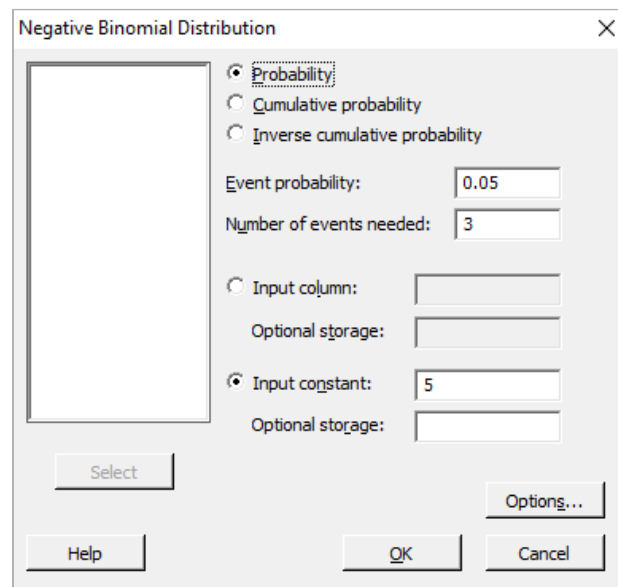 Negative Binomial Distribution
Probability
Cumulative probability
Inverse cumulative probability
Event probability: 0.05
Number of events needed: 3
Input column:
Optional storage:
Input constant: 5
Optional storage:
Select
Options...
Help OK Cancel